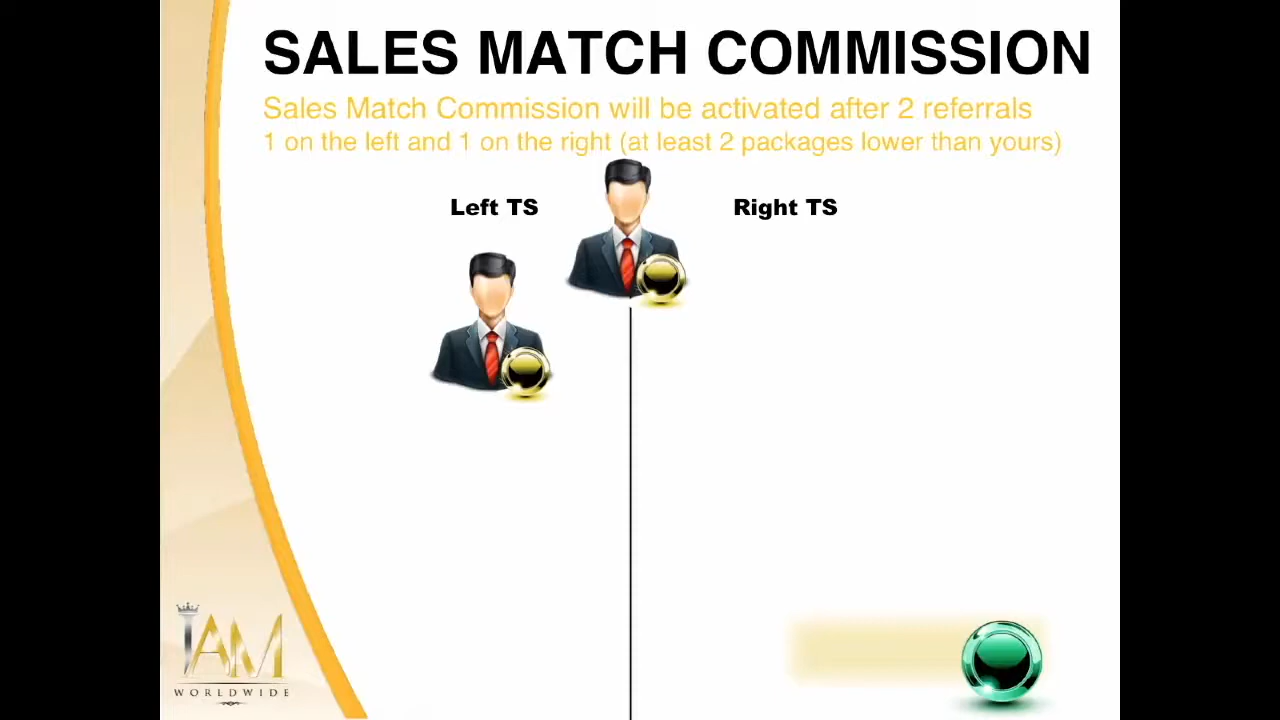 SALES MATCH COMMISSION
Sales Match Commission will be activated after 2 referrals
1 on the left and 1 on the right (at least 2 packages lower than yours)
Left TS
Right TS
IAM
WORLDWIDE